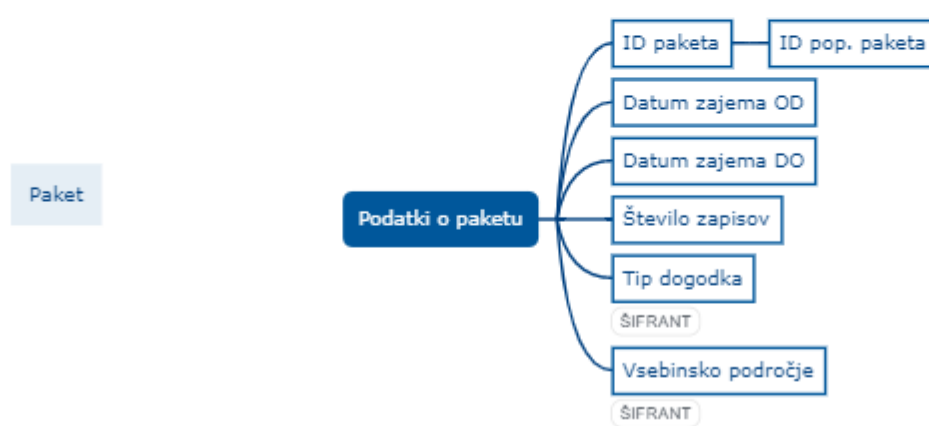 Paket
Podatki o paketu
ID paketa
ID pop. paketa
Datum zajema OD
Datum zajema DO
Število zapisov
Tip dogodka
ŠIFRANT
Vsebinsko področje
ŠIFRANT